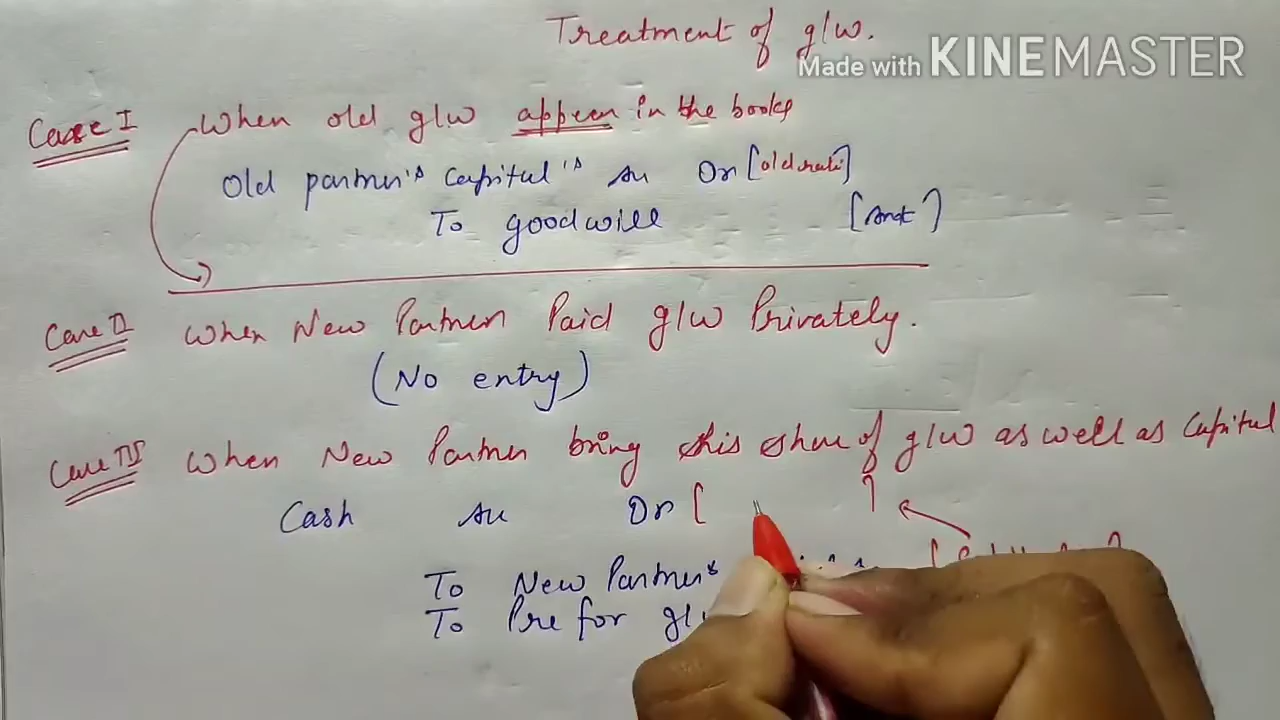 Treatment of g/w.
Made with KINEMASTER
Case I When old g/w appear in the books
Old partner's Capital's A/c Dr [old ratio]
To goodwill [Amt]
Case II When New Partner Paid g/w Privately.
(No entry)
Case III When New Partner bring his share of g/w as well as Capital
Cash A/c Dr [ ]
To New Partner's
To Pre for g/